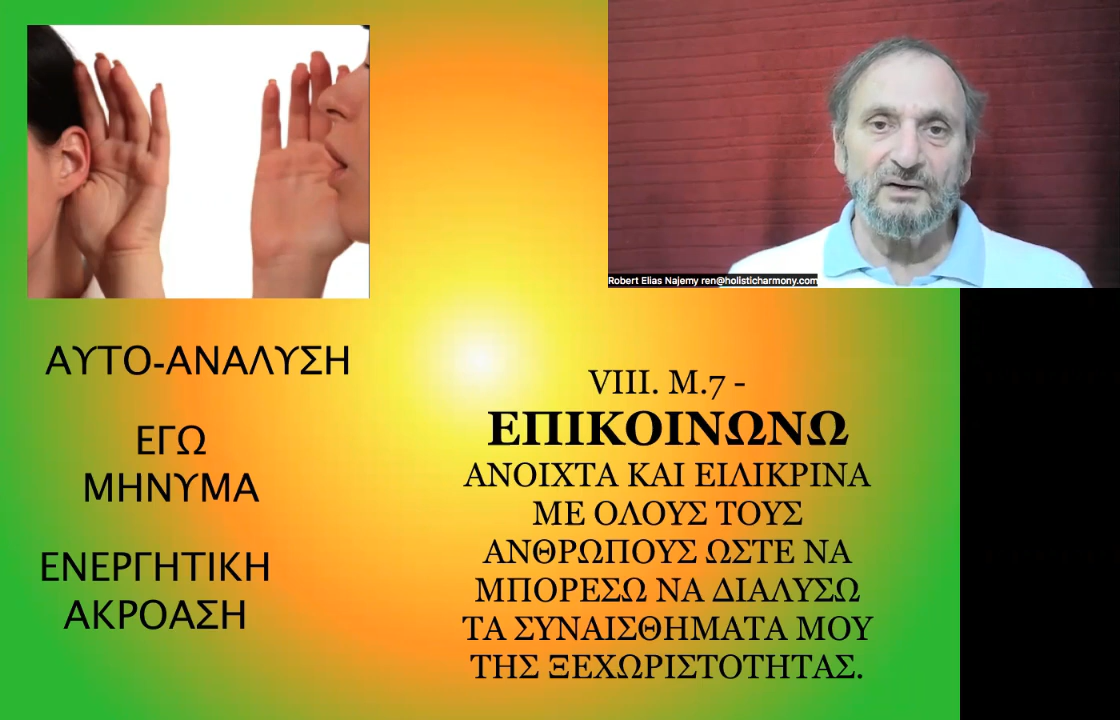 Robert Elias Najemy ren@holisticharmony.com
ΑΥΤΟ-ΑΝΑΛΥΣΗ
ΕΓΩ
ΜΗΝΥΜΑ
ΕΝΕΡΓΗΤΙΚΗ
ΑΚΡΟΑΣΗ
VIII. Μ.7 -
ΕΠΙΚΟΙΝΩΝΩ
ΑΝΟΙΧΤΑ ΚΑΙ ΕΙΛΙΚΡΙΝΑ
ΜΕ ΟΛΟΥΣ ΤΟΥΣ
ΑΝΘΡΩΠΟΥΣ ΩΣΤΕ ΝΑ
ΜΠΟΡΕΣΩ ΝΑ ΔΙΑΛΥΣΩ
ΤΑ ΣΥΝΑΙΣΘΗΜΑΤΑ ΜΟΥ
ΤΗΣ ΞΕΧΩΡΙΣΤΟΤΗΤΑΣ.